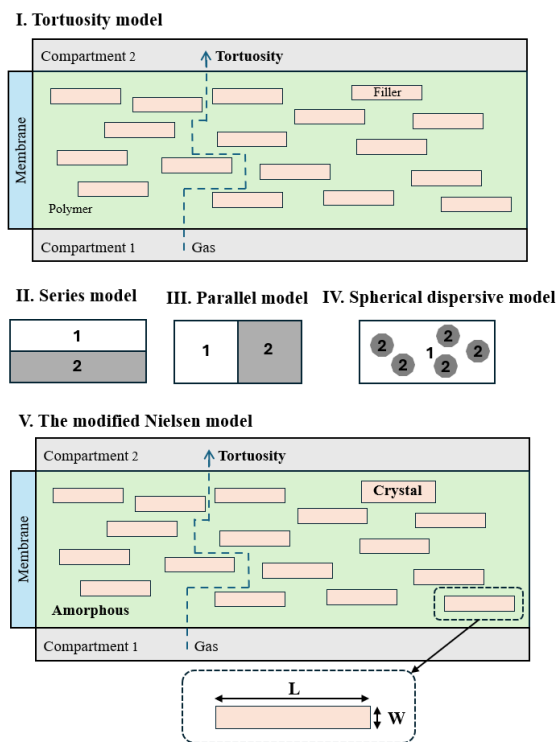 I. Tortuosity model
Compartment 2
Tortuosity
Filler
Membrane
Polymer
Compartment 1
Gas
II. Series model
III. Parallel model
IV. Spherical dispersive model
1
2
1
2
2
2
1
2
2
2
V. The modified Nielsen model
Compartment 2
Tortuosity
Crystal
Membrane
Amorphous
Compartment 1
Gas
L
W